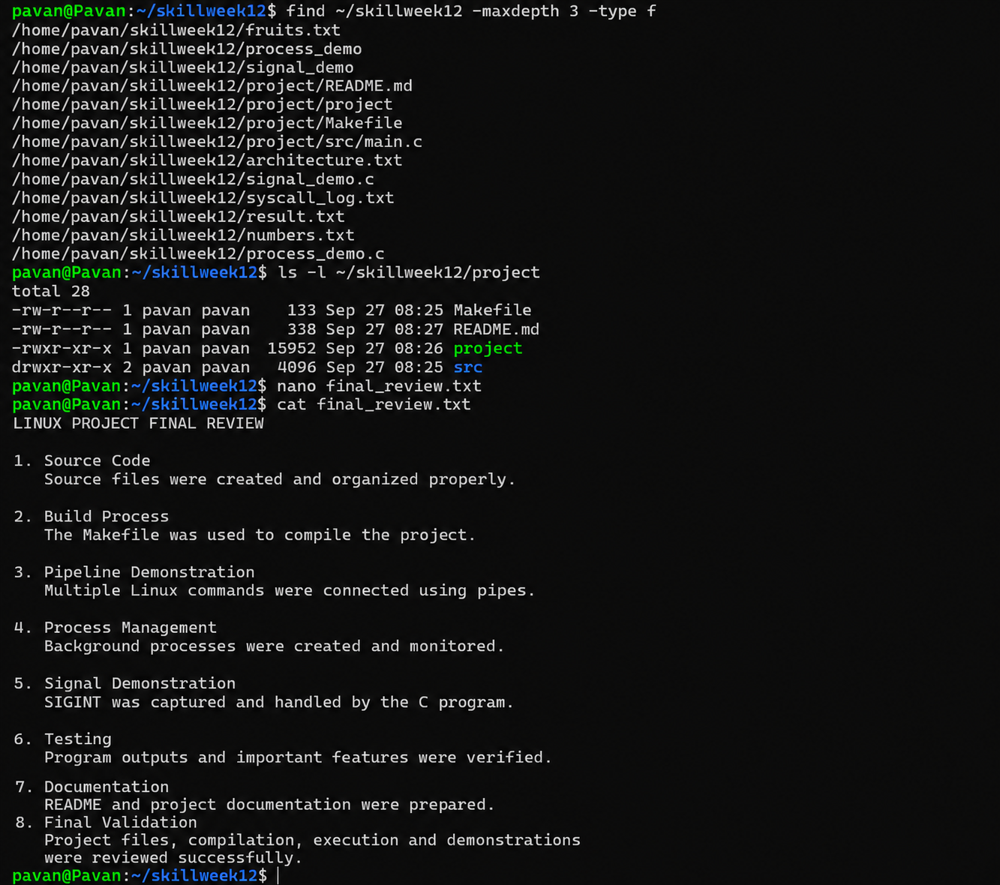 pavan@Pavan:~/skillweek12$ find ~/skillweek12 -maxdepth 3 -type f
/home/pavan/skillweek12/fruits.txt
/home/pavan/skillweek12/process_demo
/home/pavan/skillweek12/signal_demo
/home/pavan/skillweek12/project/README.md
/home/pavan/skillweek12/project/project
/home/pavan/skillweek12/project/Makefile
/home/pavan/skillweek12/project/src/main.c
/home/pavan/skillweek12/architecture.txt
/home/pavan/skillweek12/signal_demo.c
/home/pavan/skillweek12/syscall_log.txt
/home/pavan/skillweek12/result.txt
/home/pavan/skillweek12/numbers.txt
/home/pavan/skillweek12/process_demo.c
pavan@Pavan:~/skillweek12$ ls -l ~/skillweek12/project
total 28
-rw-r--r-- 1 pavan pavan   133 Sep 27 08:25 Makefile
-rw-r--r-- 1 pavan pavan   338 Sep 27 08:27 README.md
-rwxr-xr-x 1 pavan pavan 15952 Sep 27 08:26 project
drwxr-xr-x 2 pavan pavan  4096 Sep 27 08:25 src
pavan@Pavan:~/skillweek12$ nano final_review.txt
pavan@Pavan:~/skillweek12$ cat final_review.txt
LINUX PROJECT FINAL REVIEW
1. Source Code
Source files were created and organized properly.
2. Build Process
The Makefile was used to compile the project.
3. Pipeline Demonstration
Multiple Linux commands were connected using pipes.
4. Process Management
Background processes were created and monitored.
5. Signal Demonstration
SIGINT was captured and handled by the C program.
6. Testing
Program outputs and important features were verified.
7. Documentation
README and project documentation were prepared.
8. Final Validation
Project files, compilation, execution and demonstrations
were reviewed successfully.
pavan@Pavan:~/skillweek12$